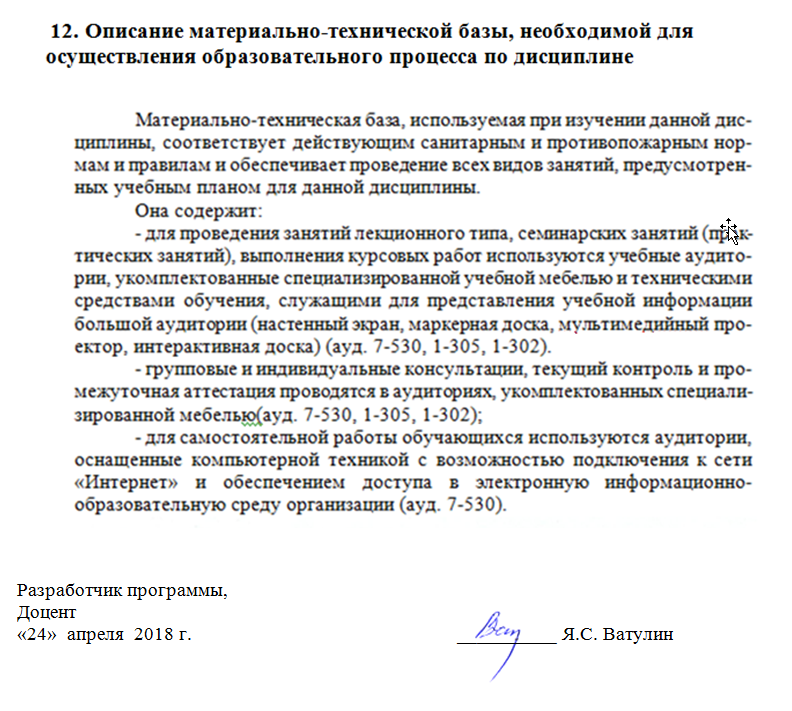 12. Описание материально-технической базы, необходимой для
осуществления образовательного процесса по дисциплине
Материально-техническая база, используемая при изучении данной дис-
циплины, соответствует действующим санитарным и противопожарным нор-
мам и правилам и обеспечивает проведение всех видов занятий, предусмотрен-
ных учебным планом для данной дисциплины.
Она содержит:
- для проведения занятий лекционного типа, семинарских занятий (прак-
тических занятий), выполнения курсовых работ используются учебные аудито-
рии, укомплектованные специализированной учебной мебелью и техническими
средствами обучения, служащими для представления учебной информации
большой аудитории (настенный экран, маркерная доска, мультимедийный про-
ектор, интерактивная доска) (ауд. 7-530, 1-305, 1-302).
- групповые и индивидуальные консультации, текущий контроль и про-
межуточная аттестация проводятся в аудиториях, укомплектованных специали-
зированной мебелью(ауд. 7-530, 1-305, 1-302);
- для самостоятельной работы обучающихся используются аудитории,
оснащенные компьютерной техникой с возможностью подключения к сети
«Интернет» и обеспечением доступа в электронную информационно-
образовательную среду организации (ауд. 7-530).
Разработчик программы,
Доцент
«24» апреля 2018 г. ___________ Я.С. Ватулин